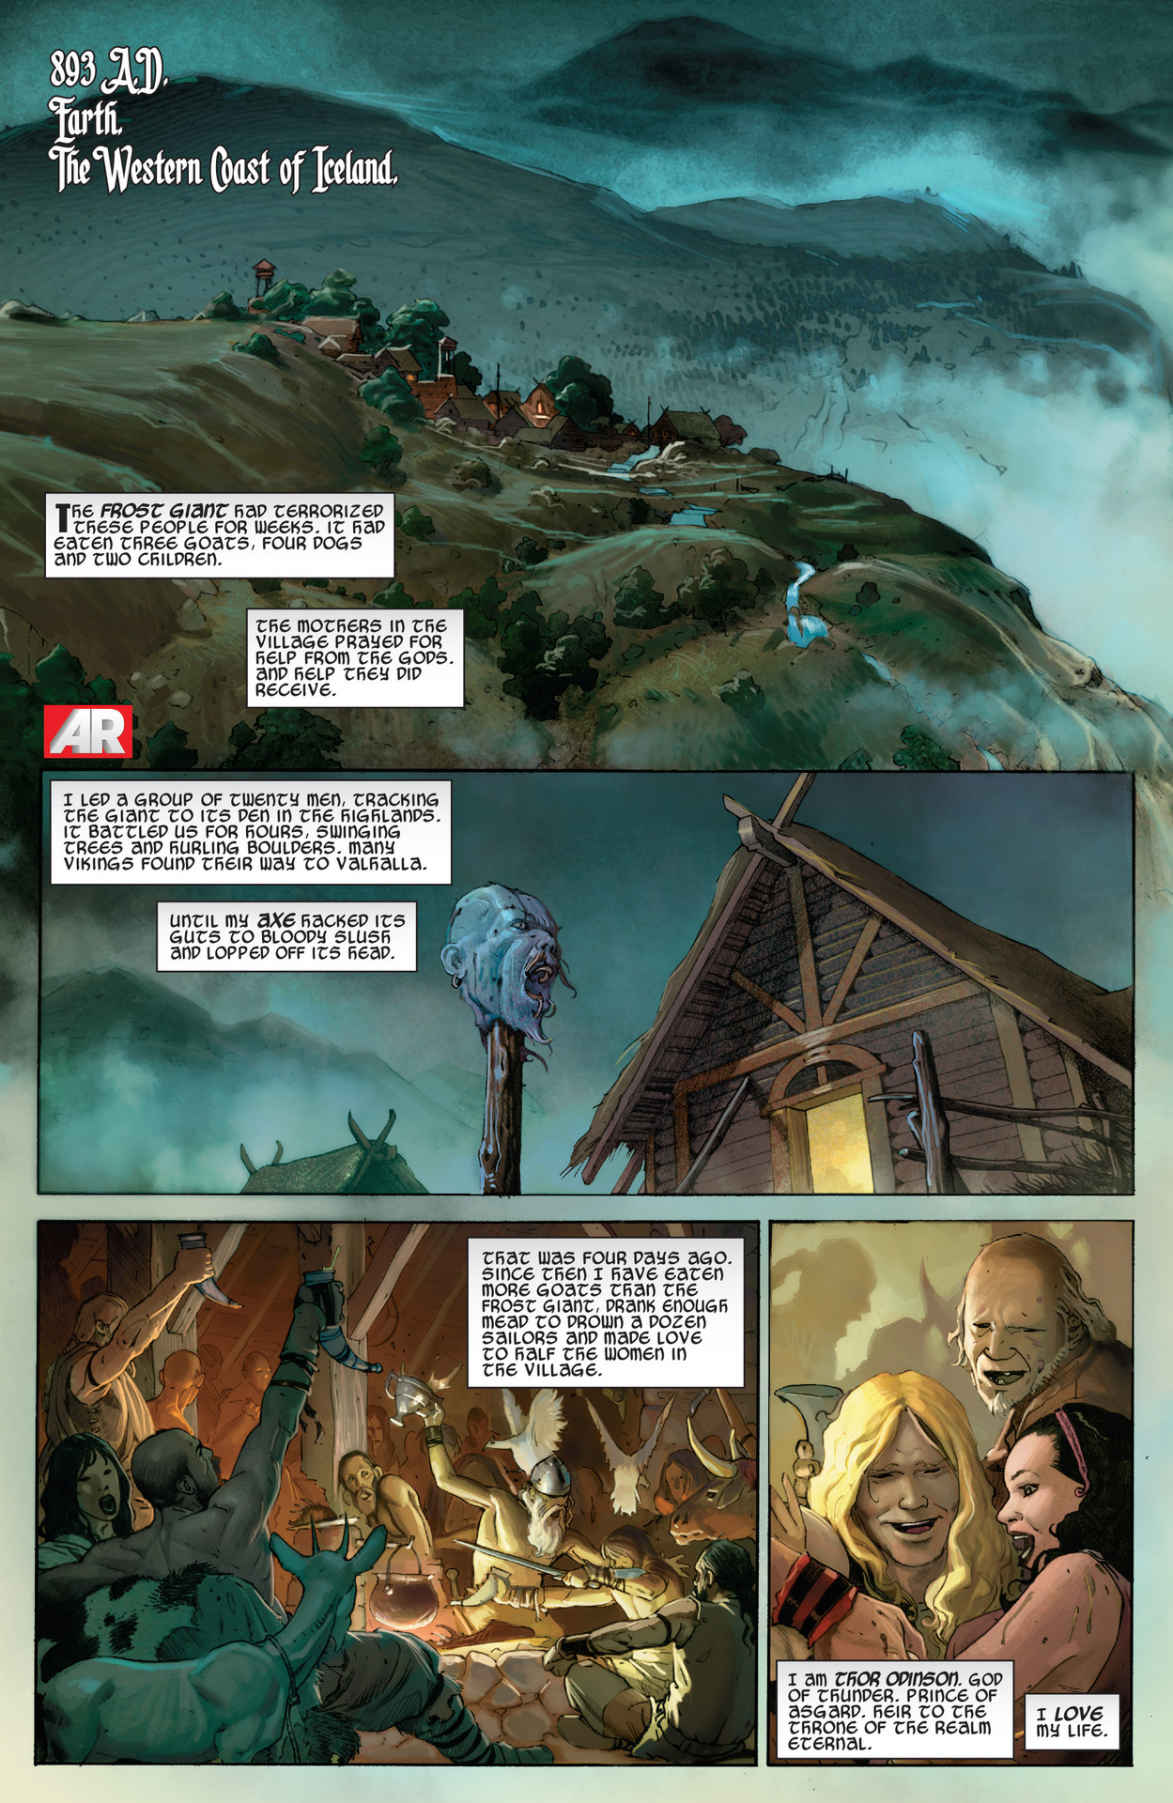 893 A.D.
Earth.
The Western Coast of Iceland.
THE FROST GIANT HAD TERRORIZED
THESE PEOPLE FOR WEEKS. IT HAD
EATEN THREE GOATS, FOUR DOGS
AND TWO CHILDREN.
THE MOTHERS IN THE
VILLAGE PRAYED FOR
HELP FROM THE GODS.
AND HELP THEY DID
RECEIVE.
AR
I LED A GROUP OF TWENTY MEN, TRACKING
THE GIANT TO ITS DEN IN THE HIGHLANDS.
IT BATTLED US FOR HOURS, SWINGING
TREES AND HURLING BOULDERS. MANY
VIKINGS FOUND THEIR WAY TO VALHALLA.
UNTIL MY AXE HACKED ITS
GUTS TO BLOODY SLUSH
AND LOPPED OFF ITS HEAD.
THAT WAS FOUR DAYS AGO.
SINCE THEN I HAVE EATEN
MORE GOATS THAN THE
FROST GIANT, DRANK ENOUGH
MEAD TO DROWN A DOZEN
SAILORS AND MADE LOVE
TO HALF THE WOMEN IN
THE VILLAGE.
I AM THOR ODINSON. GOD
OF THUNDER. PRINCE OF
ASGARD. HEIR TO THE
THRONE OF THE REALM
ETERNAL.
I LOVE
MY LIFE.